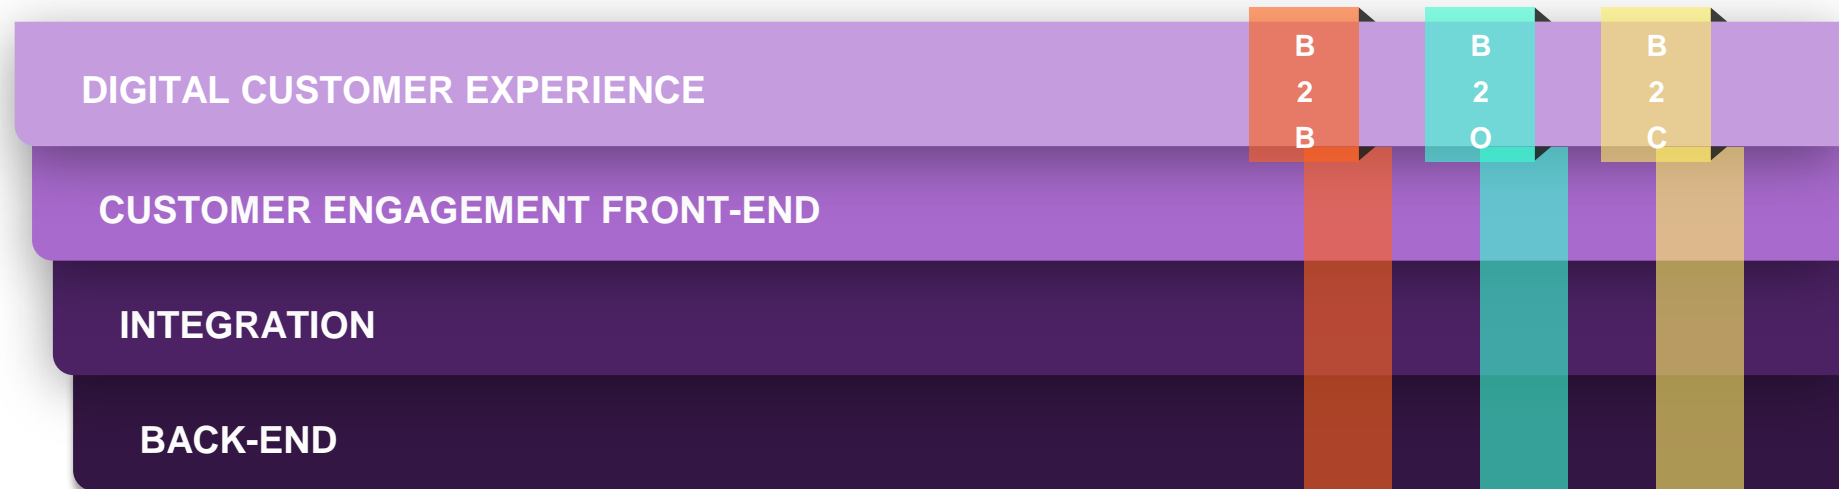 DIGITAL CUSTOMER EXPERIENCE
B
2
B
B
2
O
B
2
C
CUSTOMER ENGAGEMENT FRONT-END
INTEGRATION
BACK-END